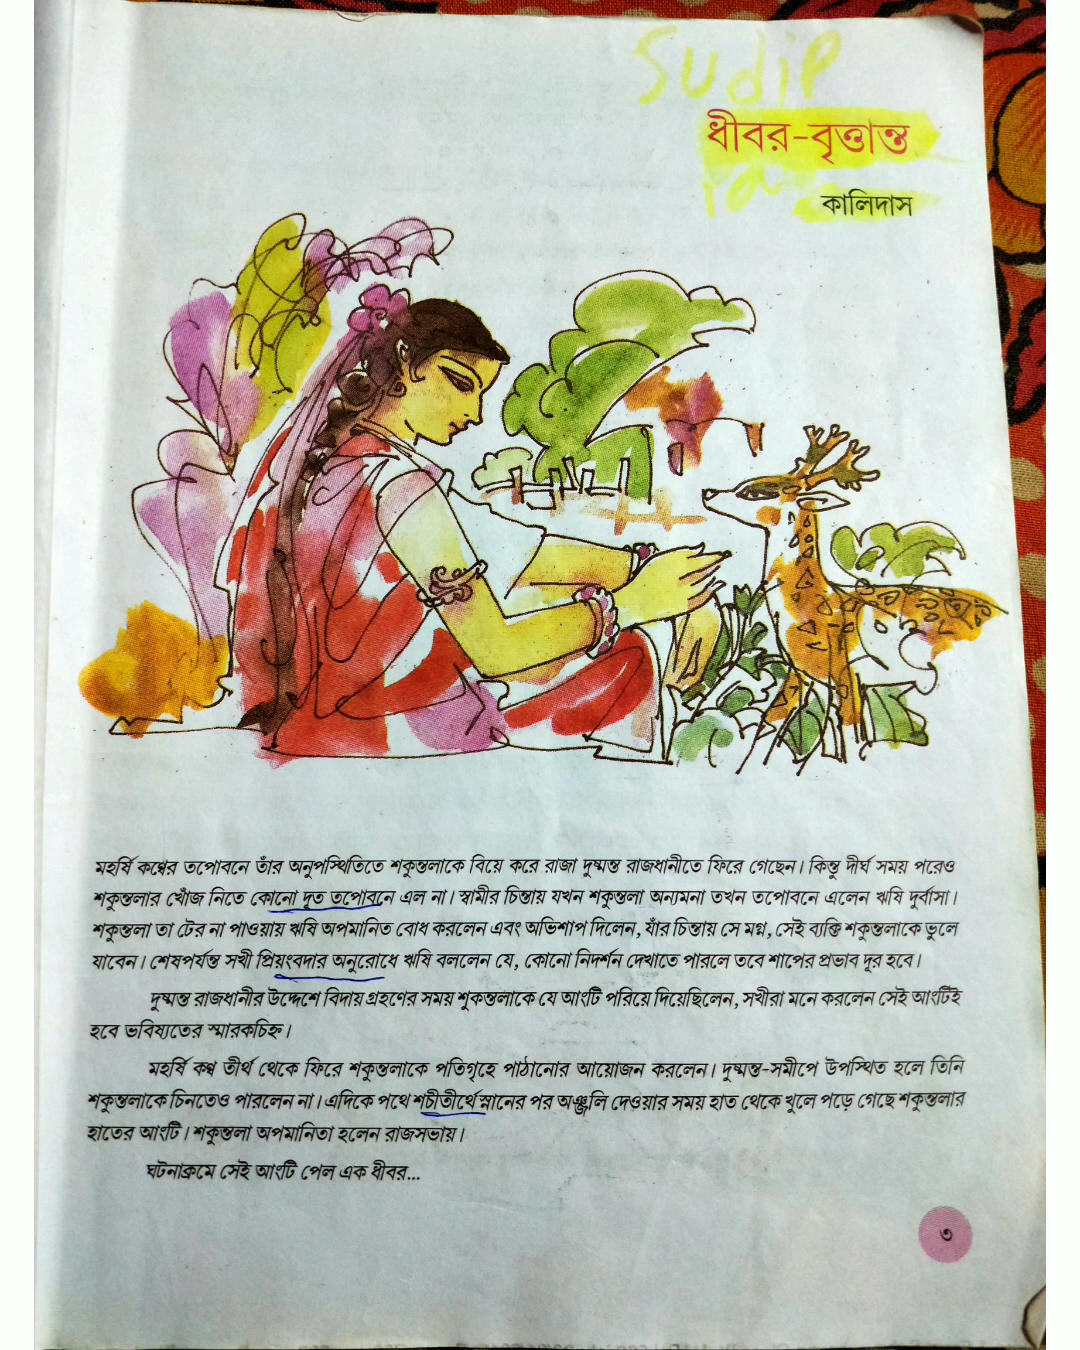 Sudip
ধীবর-বৃত্তান্ত
কালিদাস
মহর্ষি কণ্বের তপোবনে তাঁর অনুপস্থিতিতে শকুন্তলাকে বিয়ে করে রাজা দুষ্মন্ত রাজধানীতে ফিরে গেছেন। কিন্তু দীর্ঘ সময় পরেও
শকুন্তলার খোঁজ নিতে কোনো দূত তপোবনে এল না। স্বামীর চিন্তায় যখন শকুন্তলা অন্যমনা তখন তপোবনে এলেন ঋষি দুর্বাসা।
শকুন্তলা তা টের না পাওয়ায় ঋষি অপমানিত বোধ করলেন এবং অভিশাপ দিলেন, যাঁর চিন্তায় সে মগ্ন, সেই ব্যক্তি শকুন্তলাকে ভুলে
যাবেন। শেষপর্যন্ত সখী প্রিয়ংবদার অনুরোধে ঋষি বললেন যে, কোনো নিদর্শন দেখাতে পারলে তবে শাপের প্রভাব দূর হবে।
দুষ্মন্ত রাজধানীর উদ্দেশে বিদায় গ্রহণের সময় শকুন্তলাকে যে আংটি পরিয়ে দিয়েছিলেন, সখীরা মনে করলেন সেই আংটিই
হবে ভবিষ্যতের স্মারকচিহ্ন।
মহর্ষি কণ্ব তীর্থ থেকে ফিরে শকুন্তলাকে পতিগৃহে পাঠানোর আয়োজন করলেন। দুষ্মন্ত-সমীপে উপস্থিত হলে তিনি
শকুন্তলাকে চিনতেও পারলেন না। এদিকে পথে শচীতীর্থে স্নানের পর অঞ্জলি দেওয়ার সময় হাত থেকে খুলে পড়ে গেছে শকুন্তলার
হাতের আংটি। শকুন্তলা অপমানিতা হলেন রাজসভায়।
ঘটনাক্রমে সেই আংটি পেল এক ধীবর...
৩